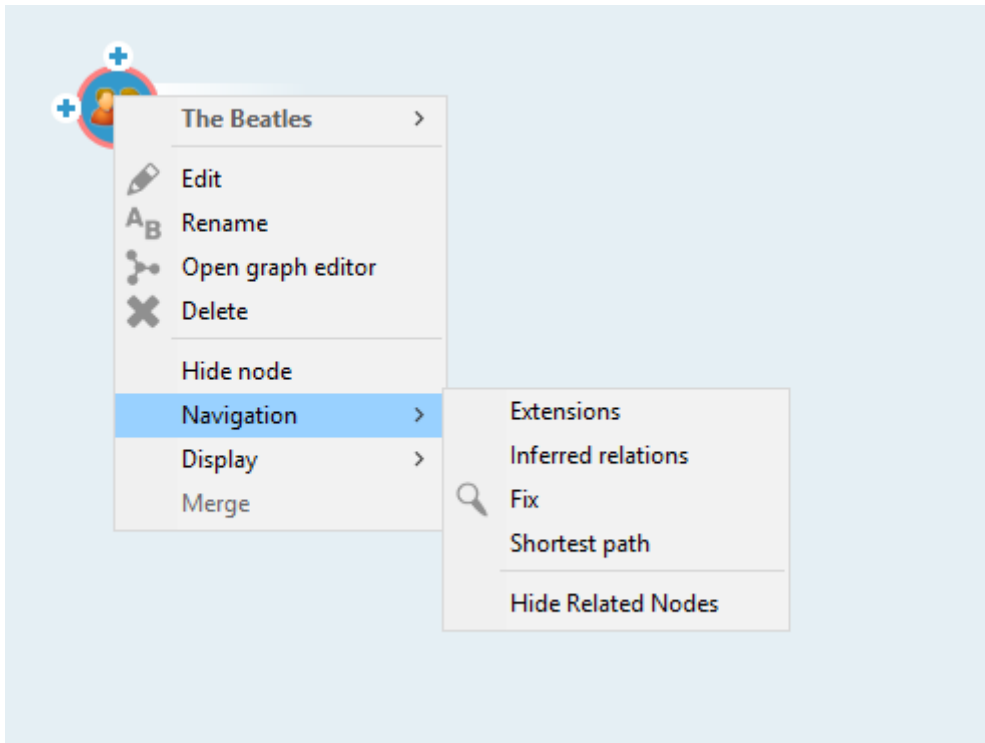 The Beatles
Edit
Rename
Open graph editor
Delete
Hide node
Navigation
Display
Merge
Extensions
Inferred relations
Fix
Shortest path
Hide Related Nodes